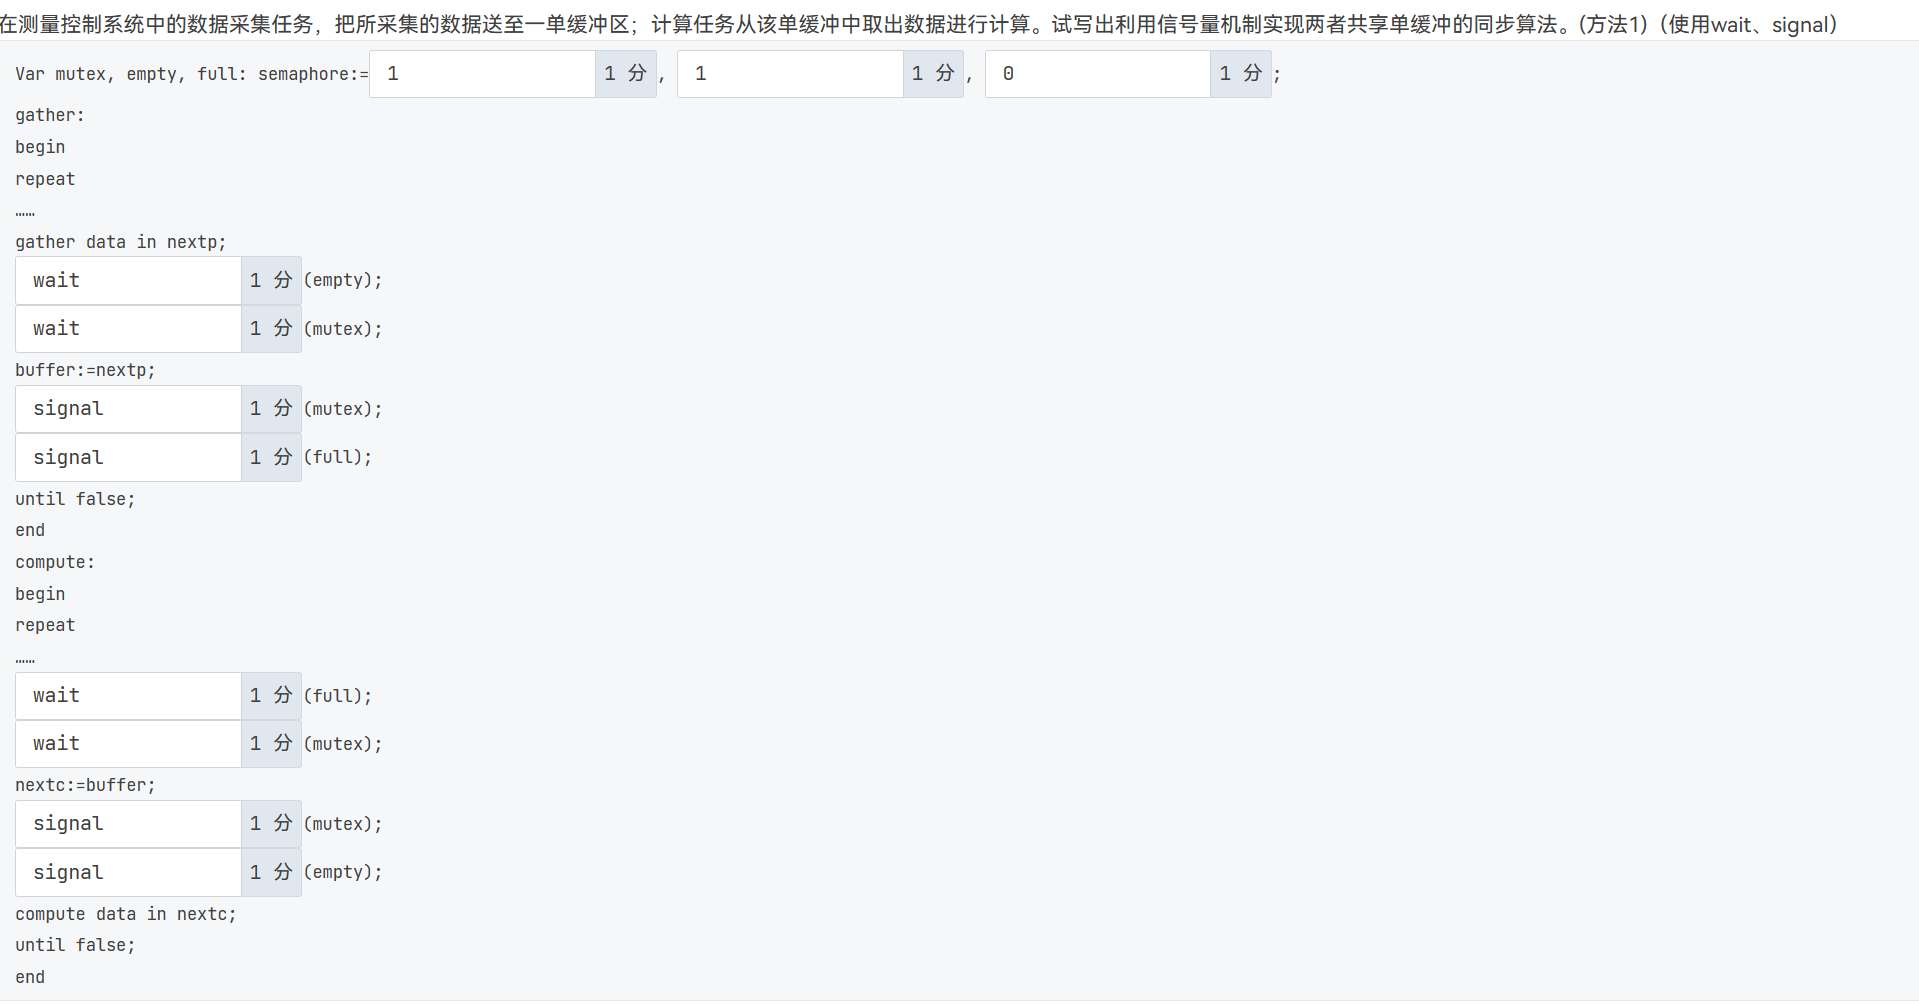 在测量控制系统中的数据采集任务，把所采集的数据送至一单缓冲区；计算任务从该单缓冲中取出数据进行计算。试写出利用信号量机制实现两者共享单缓冲的同步算法。(方法1)（使用wait、signal）
Var mutex, empty, full: semaphore:= 1 1 分 , 1 1 分 , 0 1 分 ;
gather:
begin
repeat
……
gather data in nextp;
wait 1 分 (empty);
wait 1 分 (mutex);
buffer:=nextp;
signal 1 分 (mutex);
signal 1 分 (full);
until false;
end
compute:
begin
repeat
……
wait 1 分 (full);
wait 1 分 (mutex);
nextc:=buffer;
signal 1 分 (mutex);
signal 1 分 (empty);
compute data in nextc;
until false;
end